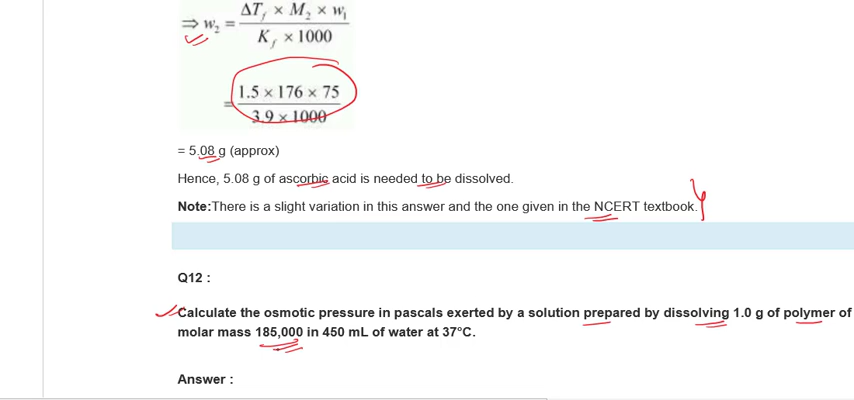 ⇒ w₂ = ΔT_f × M₂ × w₁ / K_f × 1000
= 1.5 × 176 × 75 / 3.9 × 1000
= 5.08 g (approx)
Hence, 5.08 g of ascorbic acid is needed to be dissolved.
Note:There is a slight variation in this answer and the one given in the NCERT textbook.
Q12 :
Calculate the osmotic pressure in pascals exerted by a solution prepared by dissolving 1.0 g of polymer of
molar mass 185,000 in 450 mL of water at 37°C.
Answer :